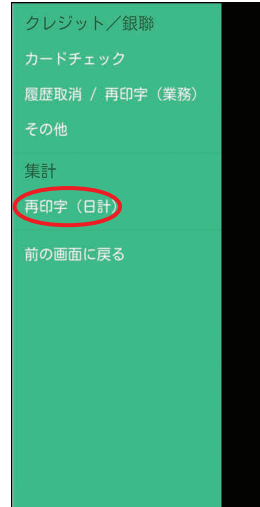 クレジット／銀聯
カードチェック
履歴取消 / 再印字（業務）
その他
集計
再印字（日計）
前の画面に戻る